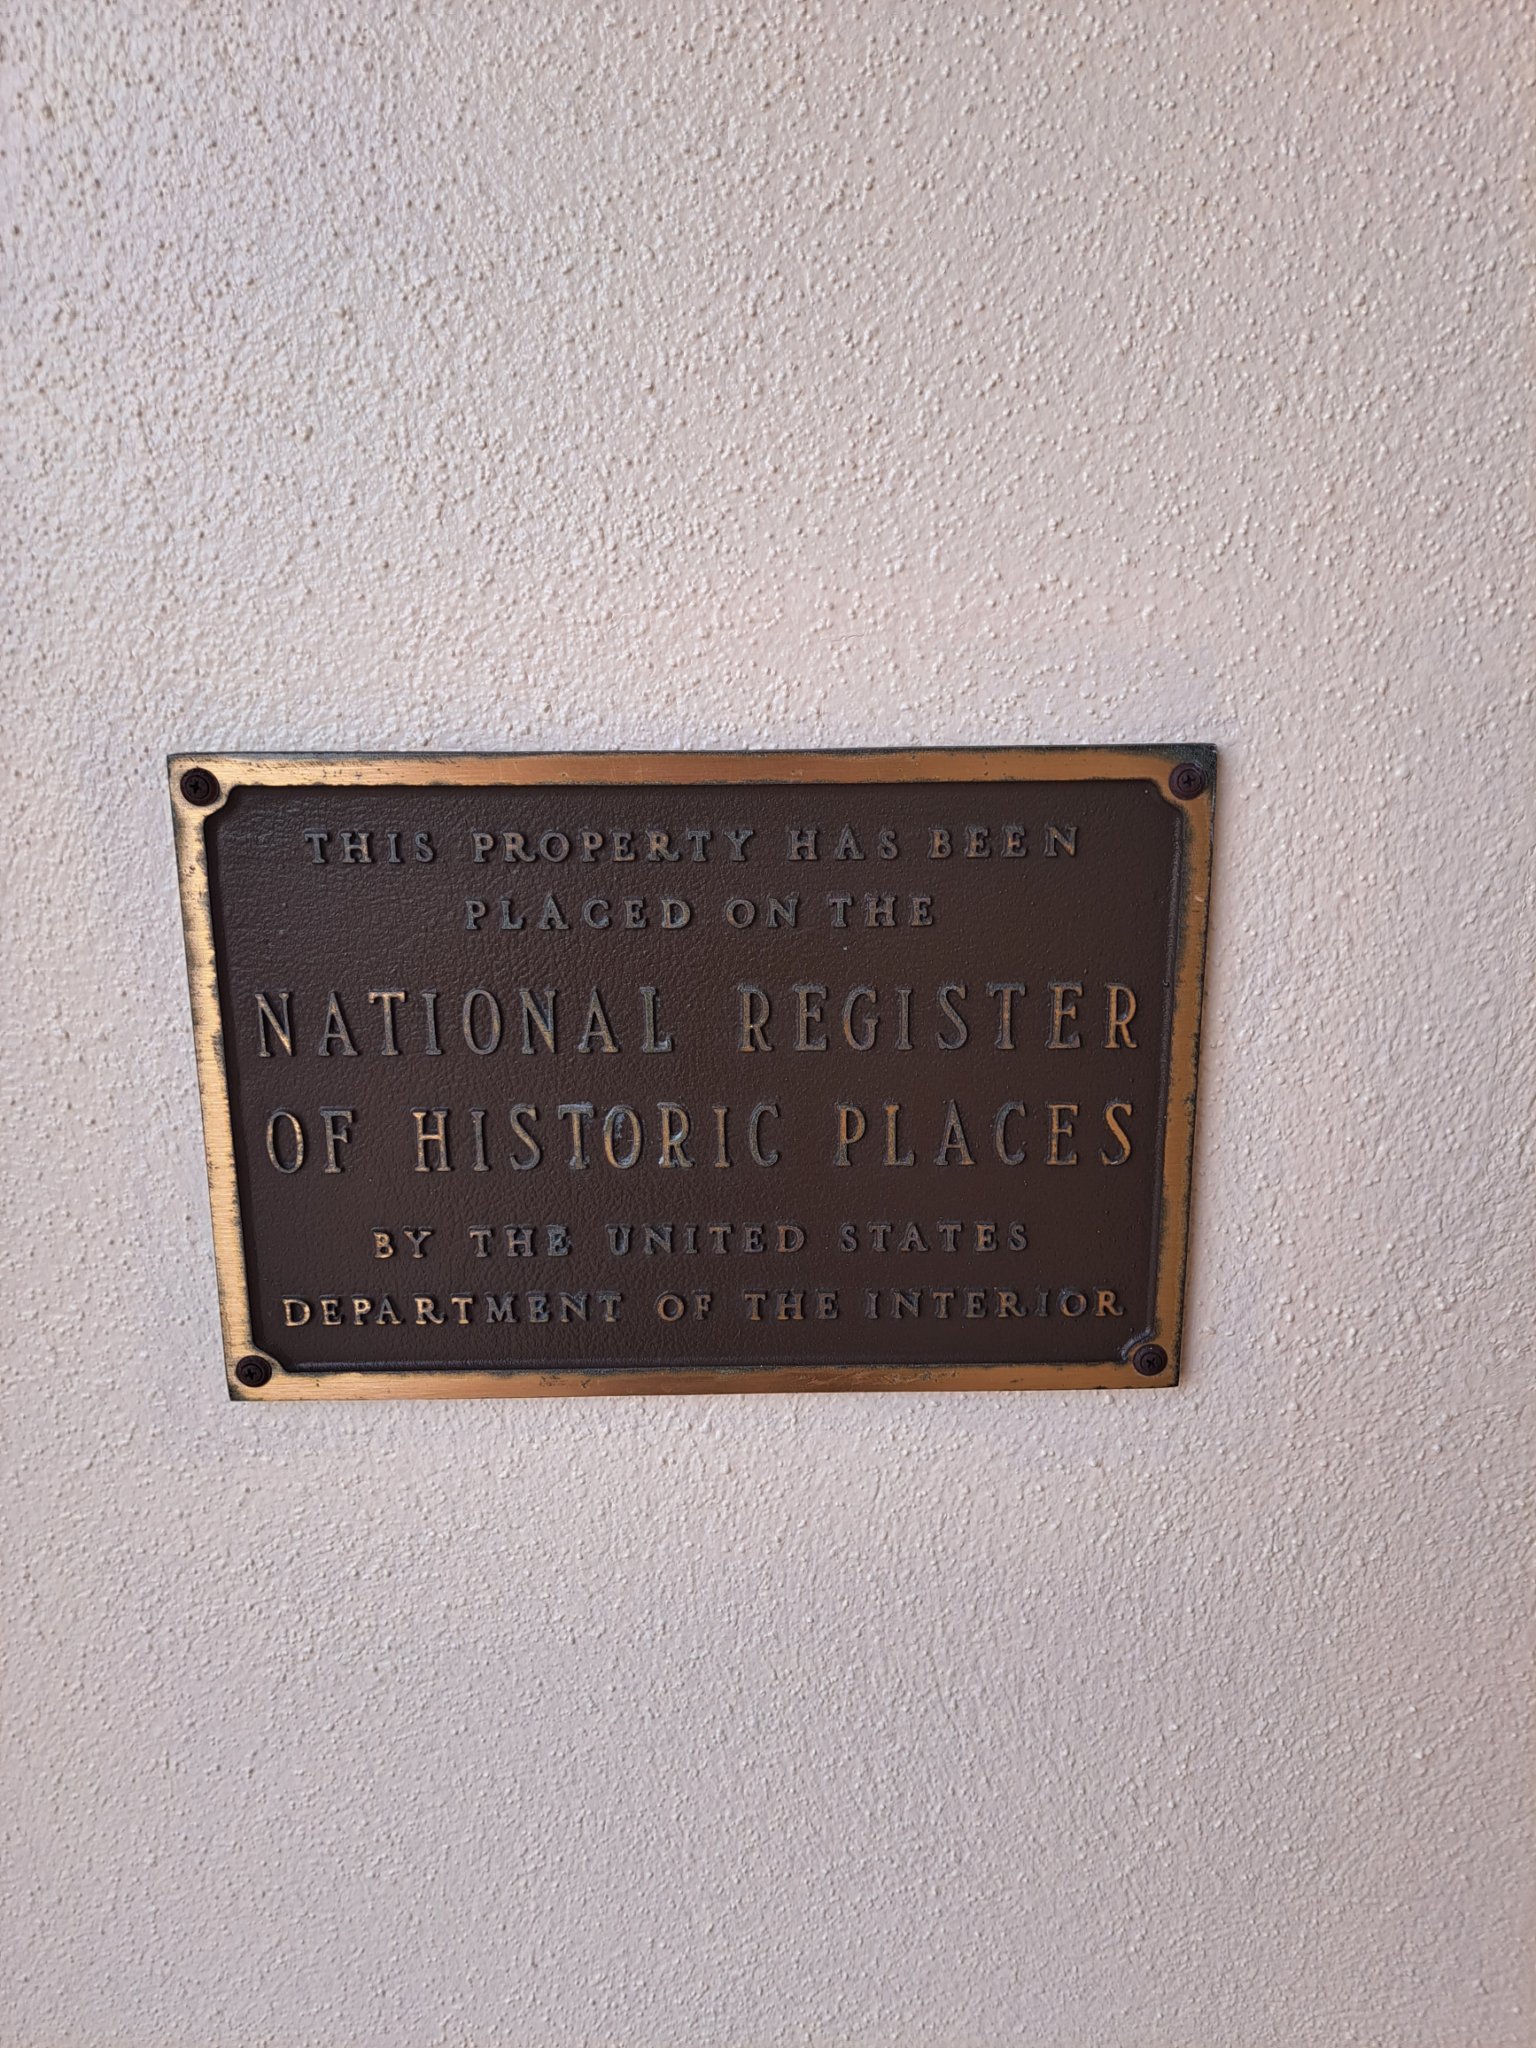 THIS PROPERTY HAS BEEN
PLACED ON THE
NATIONAL REGISTER
OF HISTORIC PLACES
BY THE UNITED STATES
DEPARTMENT OF THE INTERIOR